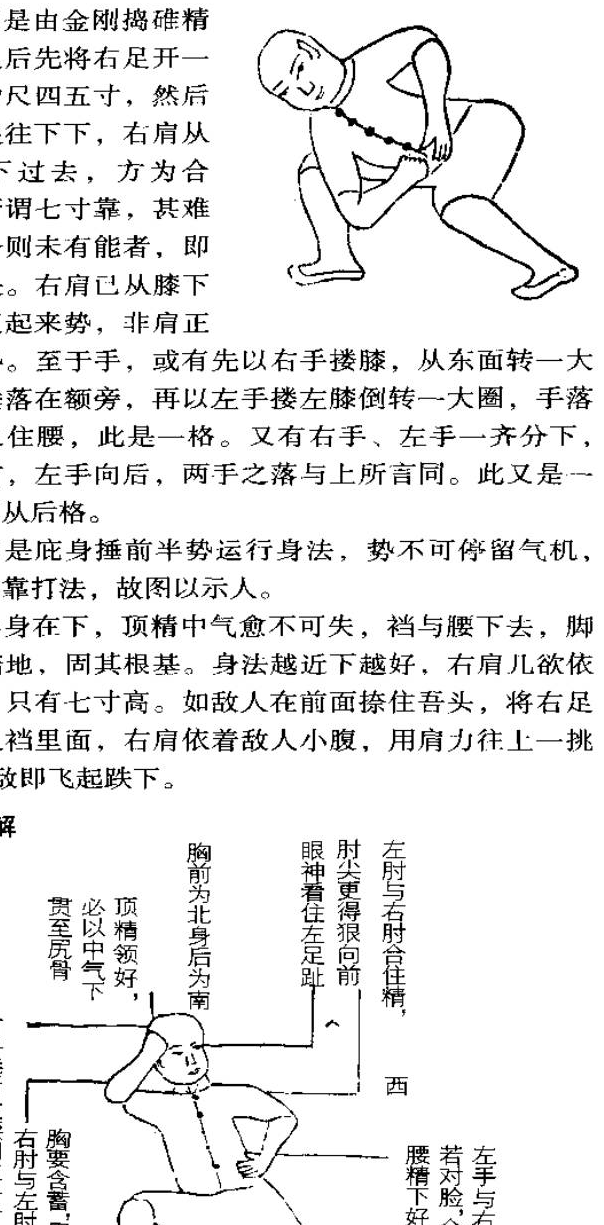 是由金刚捣碓精
后先将右足开一
尺四五寸，然后
往下下，右肩从
下过去，方为合
谓七寸靠，甚难
则未有能者，即
。右肩已从膝下
起来势，非肩正
。至于手，或有先以右手搂膝，从东面转一大
落在额旁，再以左手搂左膝倒转一大圈，手落
住腰，此是一格。又有右手、左手一齐分下，
，左手向后，两手之落与上所言同。此又是一
从后格。
是庇身捶前半势运行身法，势不可停留气机，
靠打法，故图以示人。
身在下，顶精中气愈不可失，裆与腰下去，脚
地，固其根基。身法越近下越好，右肩儿欲依
只有七寸高。如敌人在前面捺住吾头，将右足
裆里面，右肩依着敌人小腹，用肩力往上一挑
敌即飞起跌下。
解
左肘与右肘合住精，
肘尖更得狠向前
眼神看住左足趾
胸前为北身后为南
顶精领好，
必以中气下
贯至尻骨
西
左手与右
若对脸，
腰精下好
胸要含蓄，
右肘与左肘